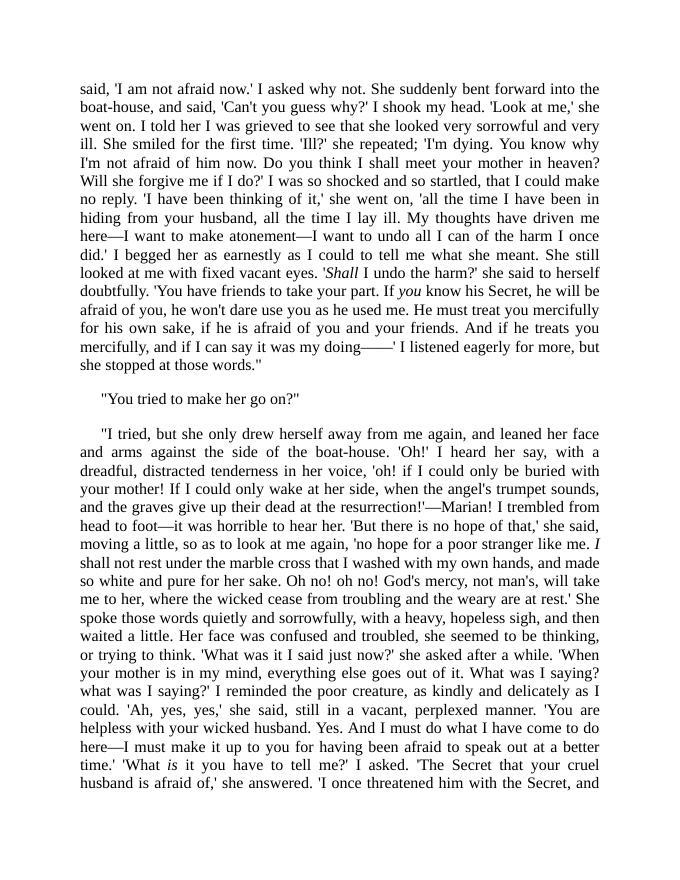 said, 'I am not afraid now.' I asked why not. She suddenly bent forward into the
boat-house, and said, 'Can't you guess why?' I shook my head. 'Look at me,' she
went on. I told her I was grieved to see that she looked very sorrowful and very
ill. She smiled for the first time. 'Ill?' she repeated; 'I'm dying. You know why
I'm not afraid of him now. Do you think I shall meet your mother in heaven?
Will she forgive me if I do?' I was so shocked and so startled, that I could make
no reply. 'I have been thinking of it,' she went on, 'all the time I have been in
hiding from your husband, all the time I lay ill. My thoughts have driven me
here—I want to make atonement—I want to undo all I can of the harm I once
did.' I begged her as earnestly as I could to tell me what she meant. She still
looked at me with fixed vacant eyes. 'Shall I undo the harm?' she said to herself
doubtfully. 'You have friends to take your part. If you know his Secret, he will be
afraid of you, he won't dare use you as he used me. He must treat you mercifully
for his own sake, if he is afraid of you and your friends. And if he treats you
mercifully, and if I can say it was my doing——' I listened eagerly for more, but
she stopped at those words."
"You tried to make her go on?"
"I tried, but she only drew herself away from me again, and leaned her face
and arms against the side of the boat-house. 'Oh!' I heard her say, with a
dreadful, distracted tenderness in her voice, 'oh! if I could only be buried with
your mother! If I could only wake at her side, when the angel's trumpet sounds,
and the graves give up their dead at the resurrection!'—Marian! I trembled from
head to foot—it was horrible to hear her. 'But there is no hope of that,' she said,
moving a little, so as to look at me again, 'no hope for a poor stranger like me. I
shall not rest under the marble cross that I washed with my own hands, and made
so white and pure for her sake. Oh no! oh no! God's mercy, not man's, will take
me to her, where the wicked cease from troubling and the weary are at rest.' She
spoke those words quietly and sorrowfully, with a heavy, hopeless sigh, and then
waited a little. Her face was confused and troubled, she seemed to be thinking,
or trying to think. 'What was it I said just now?' she asked after a while. 'When
your mother is in my mind, everything else goes out of it. What was I saying?
what was I saying?' I reminded the poor creature, as kindly and delicately as I
could. 'Ah, yes, yes,' she said, still in a vacant, perplexed manner. 'You are
helpless with your wicked husband. Yes. And I must do what I have come to do
here—I must make it up to you for having been afraid to speak out at a better
time.' 'What is it you have to tell me?' I asked. 'The Secret that your cruel
husband is afraid of,' she answered. 'I once threatened him with the Secret, and